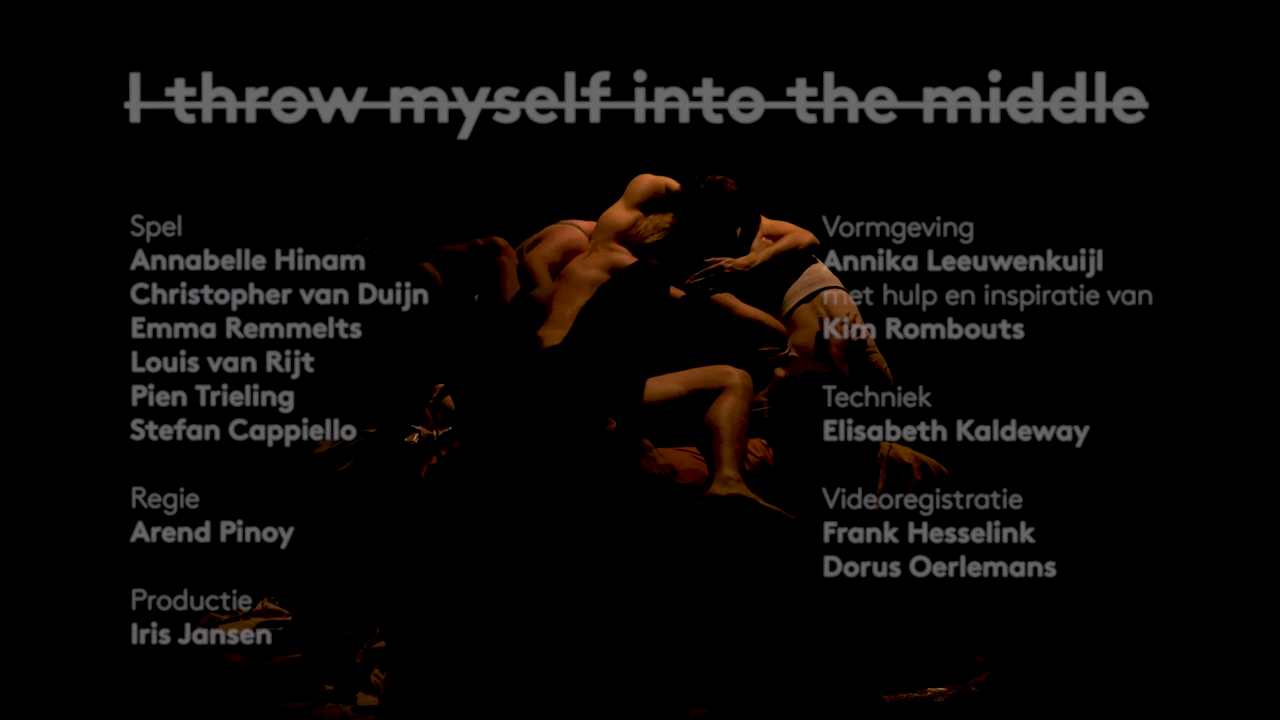 I throw myself into the middle
Spel
Annabelle Hinam
Christopher van Duijn
Emma Remmelts
Louis van Rijt
Pien Trieling
Stefan Cappiello
Regie
Arend Pinoy
Productie
Iris Jansen
Vormgeving
Annika Leeuwenkuijl
met hulp en inspiratie van
Kim Rombouts
Techniek
Elisabeth Kaldeway
Videoregistratie
Frank Hesselink
Dorus Oerlemans